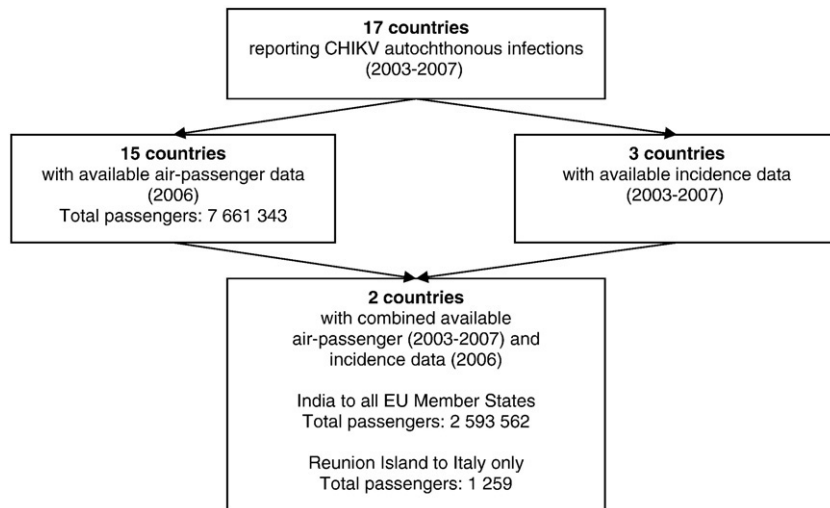 17 countries
reporting CHIKV autochthonous infections
(2003-2007)
15 countries
with available air-passenger data
(2006)
Total passengers: 7 661 343
3 countries
with available incidence data
(2003-2007)
2 countries
with combined available
air-passenger (2003-2007) and
incidence data (2006)
India to all EU Member States
Total passengers: 2 593 562
Reunion Island to Italy only
Total passengers: 1 259